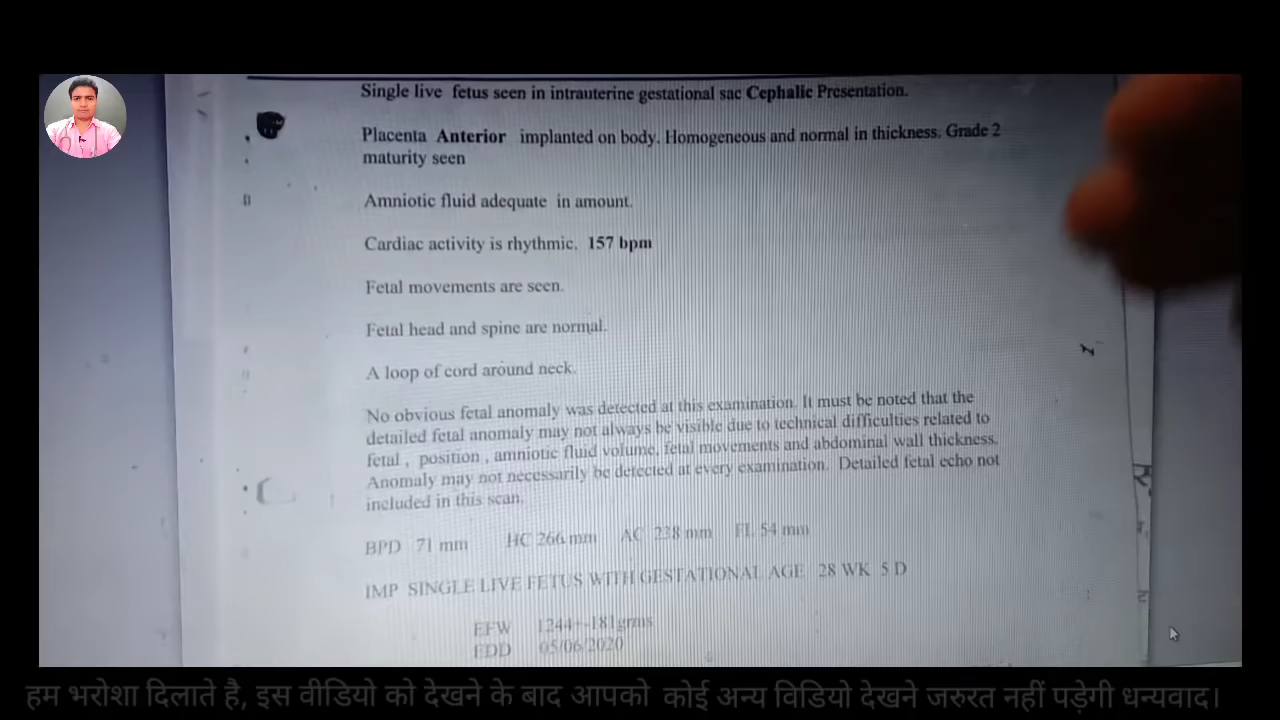 Single live fetus seen in intrauterine gestational sac Cephalic Presentation.
Placenta Anterior implanted on body. Homogeneous and normal in thickness. Grade 2
maturity seen
Amniotic fluid adequate in amount.
Cardiac activity is rhythmic. 157 bpm
Fetal movements are seen.
Fetal head and spine are normal.
A loop of cord around neck.
No obvious fetal anomaly was detected at this examination. It must be noted that the
detailed fetal anomaly may not always be visible due to technical difficulties related to
fetal , position , amniotic fluid volume, fetal movements and abdominal wall thickness.
Anomaly may not necessarily be detected at every examination. Detailed fetal echo not
included in this scan.
BPD 71 mm HC 266 mm AC 238 mm FL 54 mm
IMP SINGLE LIVE FETUS WITH GESTATIONAL AGE 28 WK 5 D
EFW 1244+-181grms
EDD 05/06/2020
हम भरोशा दिलाते है, इस वीडियो को देखने के बाद आपको कोई अन्य विडियो देखने जरुरत नहीं पड़ेगी धन्यवाद।